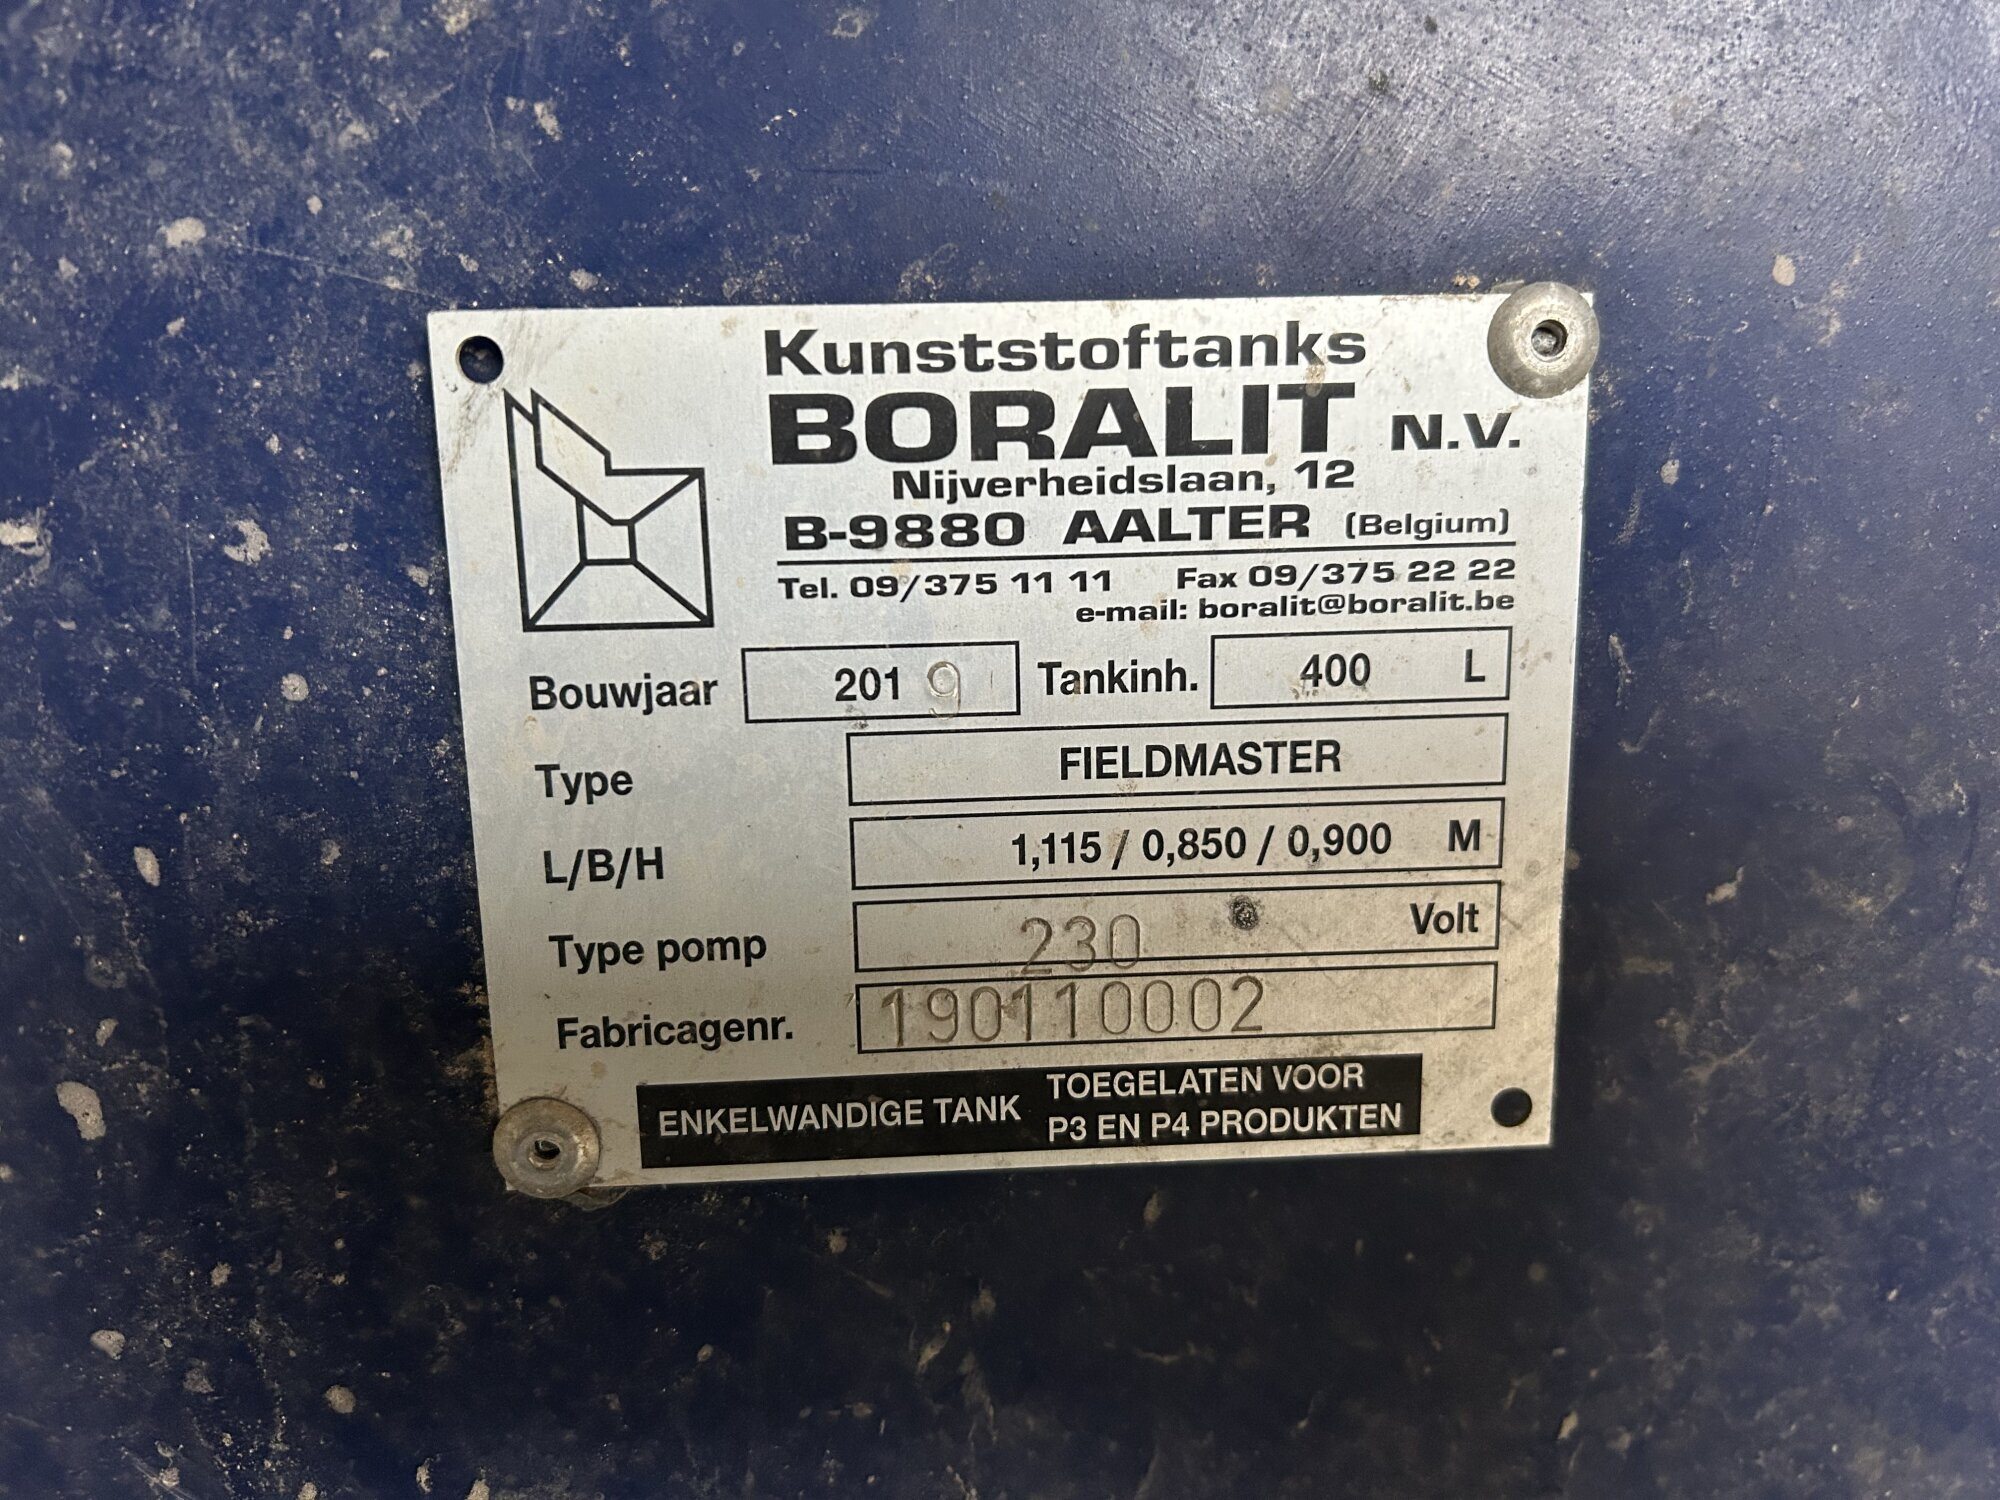 Kunststoftanks
BORALIT N.V.
Nijverheidslaan, 12
B-9880 AALTER (Belgium)
Tel. 09/375 11 11 Fax 09/375 22 22
e-mail: boralit@boralit.be
Bouwjaar 2019 Tankinh. 400 L
Type FIELDMASTER
L/B/H 1,115 / 0,850 / 0,900 M
Type pomp 230 Volt
Fabricagenr. 190110002
ENKELWANDIGE TANK TOEGELATEN VOOR
P3 EN P4 PRODUKTEN